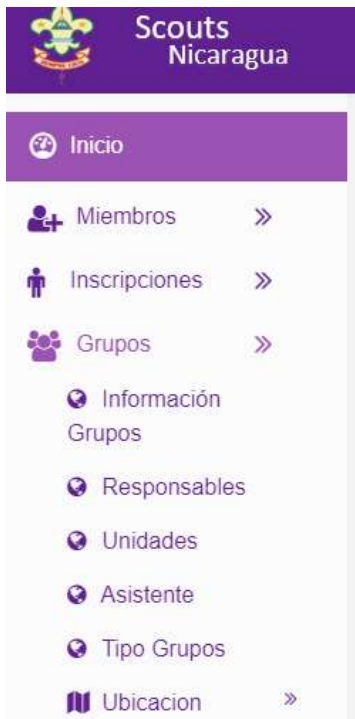 Scouts
Nicaragua
Inicio
Miembros
Inscripciones
Grupos
Información
Grupos
Responsables
Unidades
Asistente
Tipo Grupos
Ubicacion